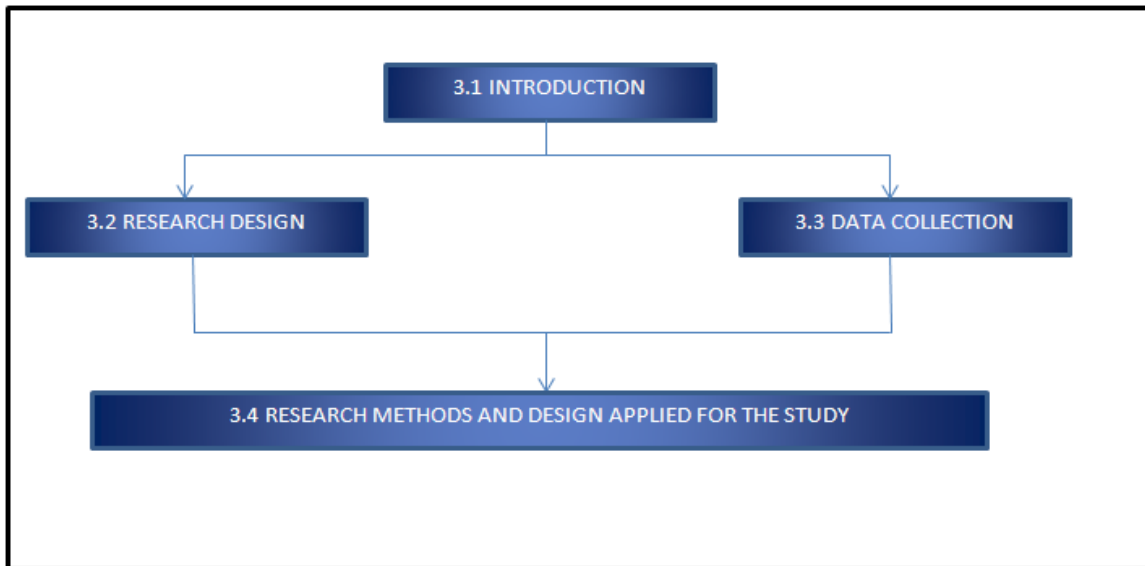 3.1 INTRODUCTION
3.2 RESEARCH DESIGN
3.3 DATA COLLECTION
3.4 RESEARCH METHODS AND DESIGN APPLIED FOR THE STUDY